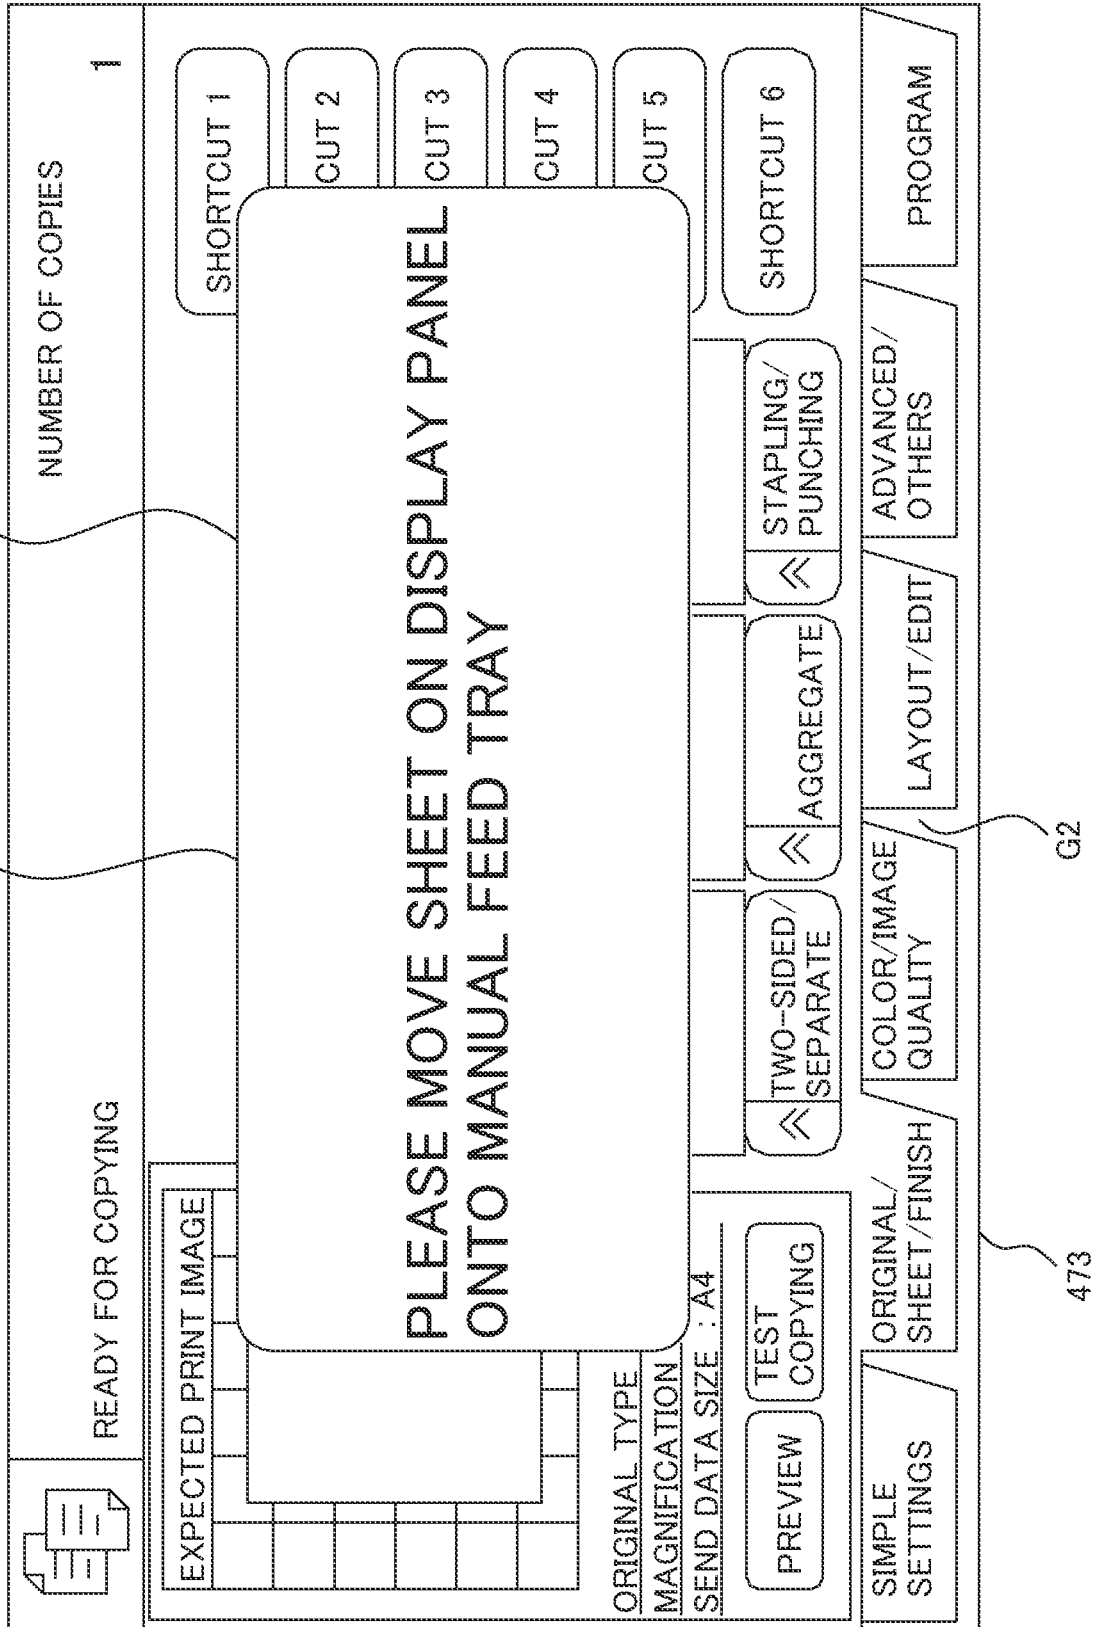 READY FOR COPYING
NUMBER OF COPIES
1
EXPECTED PRINT IMAGE
SHORTCUT 1
CUT 2
CUT 3
CUT 4
CUT 5
SHORTCUT 6
PLEASE MOVE SHEET ON DISPLAY PANEL
ONTO MANUAL FEED TRAY
ORIGINAL TYPE
MAGNIFICATION
SEND DATA SIZE : A4
PREVIEW
TEST
COPYING
TWO-SIDED/
SEPARATE
AGGREGATE
STAPLING/
PUNCHING
SIMPLE
SETTINGS
ORIGINAL/
SHEET/FINISH
COLOR/IMAGE
QUALITY
LAYOUT/EDIT
ADVANCED/
OTHERS
PROGRAM
473
G2